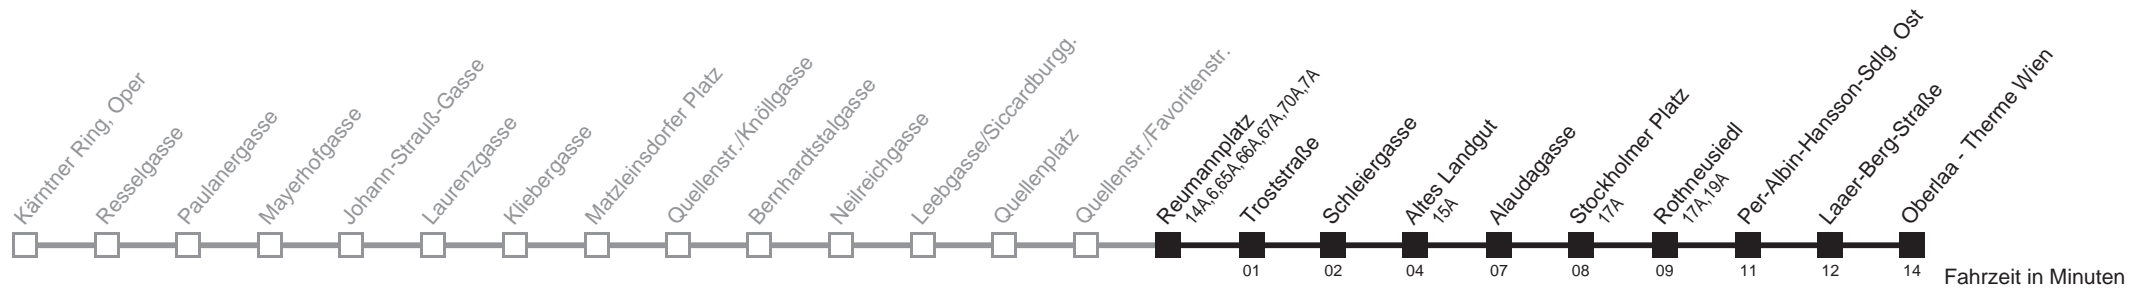 Kärntner Ring, Oper
Resselgasse
Paulanergasse
Mayerhofgasse
Johann-Strauß-Gasse
Laurenzgasse
Kliebergasse
Matzleinsdorfer Platz
Quellenstr./Knöllgasse
Bernhardtstalgasse
Neilreichgasse
Leebgasse/Siccardburgg.
Quellenplatz
Quellenstr./Favoritenstr.
Reumannplatz
14A,6,65A,66A,67A,70A,7A
Troststraße
Schleiergasse
Altes Landgut
15A
Alaudagasse
Stockholmer Platz
17A
Rothneusiedl
17A,19A
Per-Albin-Hansson-Sdlg. Ost
Laaer-Berg-Straße
Oberlaa - Therme Wien
01 02 04 07 08 09 11 12 14
Fahrzeit in Minuten